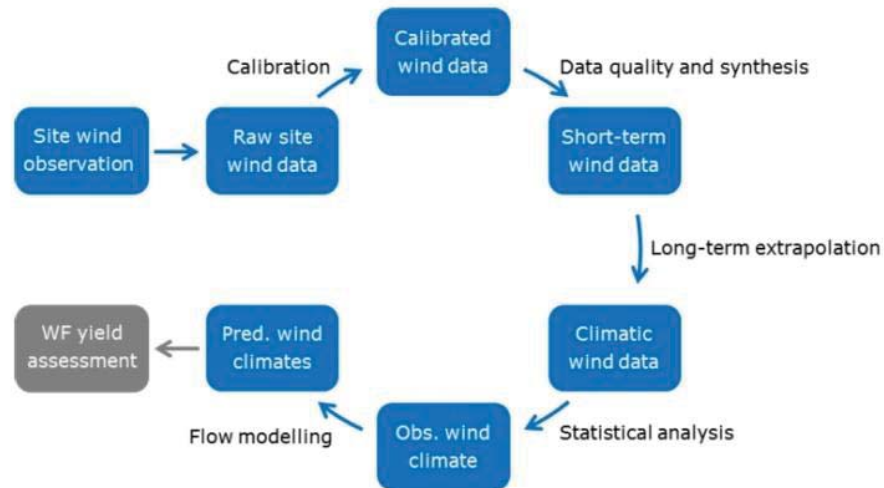 Calibrated
wind data
Calibration
Data quality and synthesis
Site wind
observation
Raw site
wind data
Short-term
wind data
Long-term extrapolation
WF yield
assessment
Pred. wind
climates
Climatic
wind data
Flow modelling
Obs. wind
climate
Statistical analysis